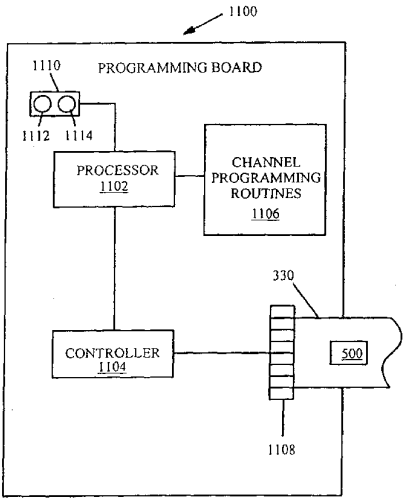 1100
1110
PROGRAMMING BOARD
1112 1114
PROCESSOR
1102
CHANNEL
PROGRAMMING
ROUTINES
1106
330
CONTROLLER
1104
500
1108